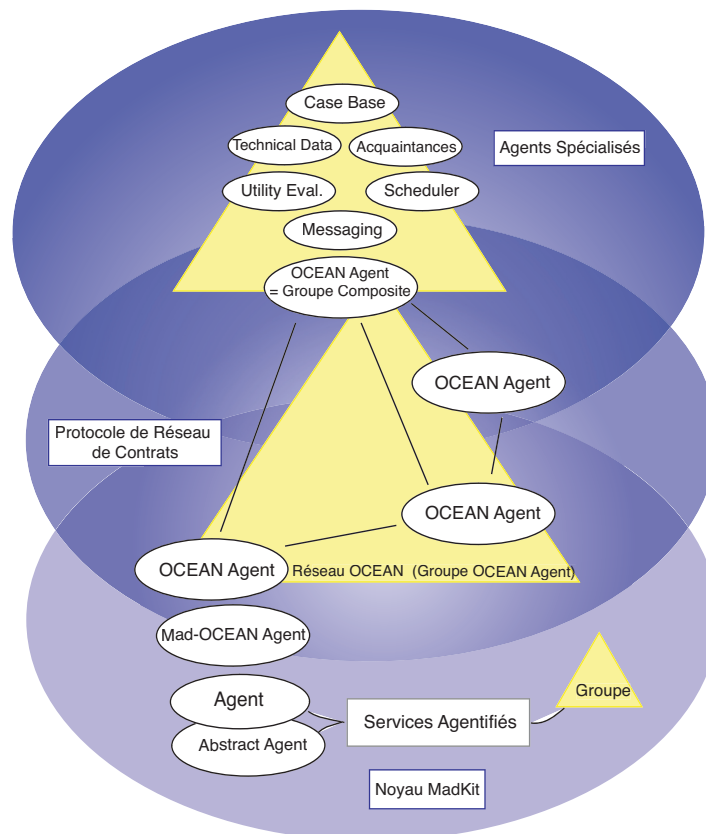 Case Base
Technical Data
Acquaintances
Agents Spécialisés
Utility Eval.
Scheduler
Messaging
OCEAN Agent
= Groupe Composite
OCEAN Agent
Protocole de Réseau
de Contrats
OCEAN Agent
OCEAN Agent
Réseau OCEAN (Groupe OCEAN Agent)
Mad-OCEAN Agent
Groupe
Agent
Services Agentifiés
Abstract Agent
Noyau MadKit